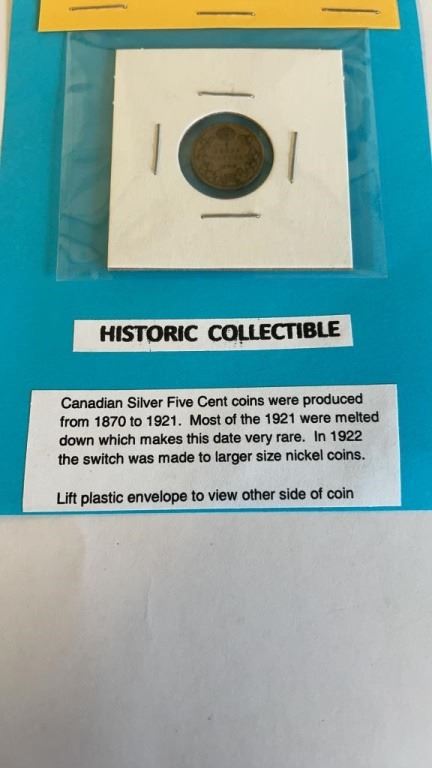 HISTORIC COLLECTIBLE
Canadian Silver Five Cent coins were produced
from 1870 to 1921. Most of the 1921 were melted
down which makes this date very rare. In 1922
the switch was made to larger size nickel coins.
Lift plastic envelope to view other side of coin